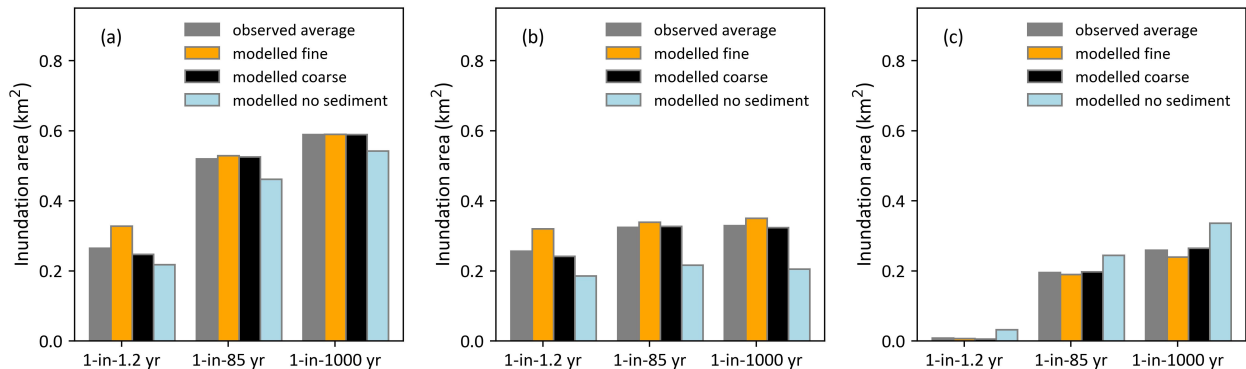 (a)
observed average
modelled fine
modelled coarse
modelled no sediment
Inundation area (km²)
0.8
0.6
0.4
0.2
0.0
1-in-1.2 yr
1-in-85 yr
1-in-1000 yr
(b)
observed average
modelled fine
modelled coarse
modelled no sediment
Inundation area (km²)
0.8
0.6
0.4
0.2
0.0
1-in-1.2 yr
1-in-85 yr
1-in-1000 yr
(c)
observed average
modelled fine
modelled coarse
modelled no sediment
Inundation area (km²)
0.8
0.6
0.4
0.2
0.0
1-in-1.2 yr
1-in-85 yr
1-in-1000 yr